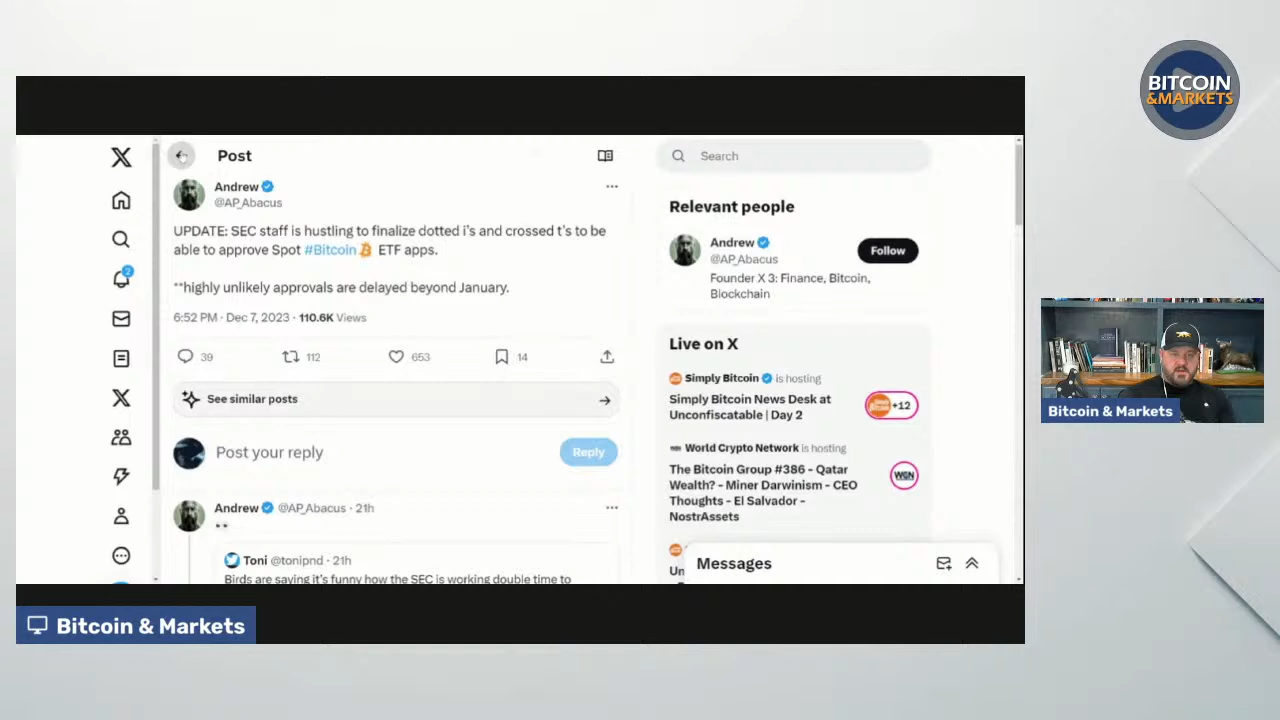 BITCOIN
&MARKETS
Post
Search
Andrew
@AP_Abacus
UPDATE: SEC staff is hustling to finalize dotted i's and crossed t's to be
able to approve Spot #Bitcoin ETF apps.
**highly unlikely approvals are delayed beyond January.
6:52 PM · Dec 7, 2023 · 110.6K Views
39
112
653
14
See similar posts
Post your reply
Reply
Andrew @AP_Abacus · 21h
Toni @tonipnd · 21h
Birds are saying it's funny how the SEC is working double time to
2
Relevant people
Andrew
@AP_Abacus
Follow
Founder X 3: Finance, Bitcoin,
Blockchain
Live on X
Simply Bitcoin is hosting
Simply Bitcoin News Desk at
Unconfiscatable | Day 2
+12
World Crypto Network is hosting
The Bitcoin Group #386 - Qatar
Wealth? - Miner Darwinism - CEO
Thoughts - El Salvador -
NostrAssets
WCN
Un
Messages
Bitcoin & Markets
Bitcoin & Markets